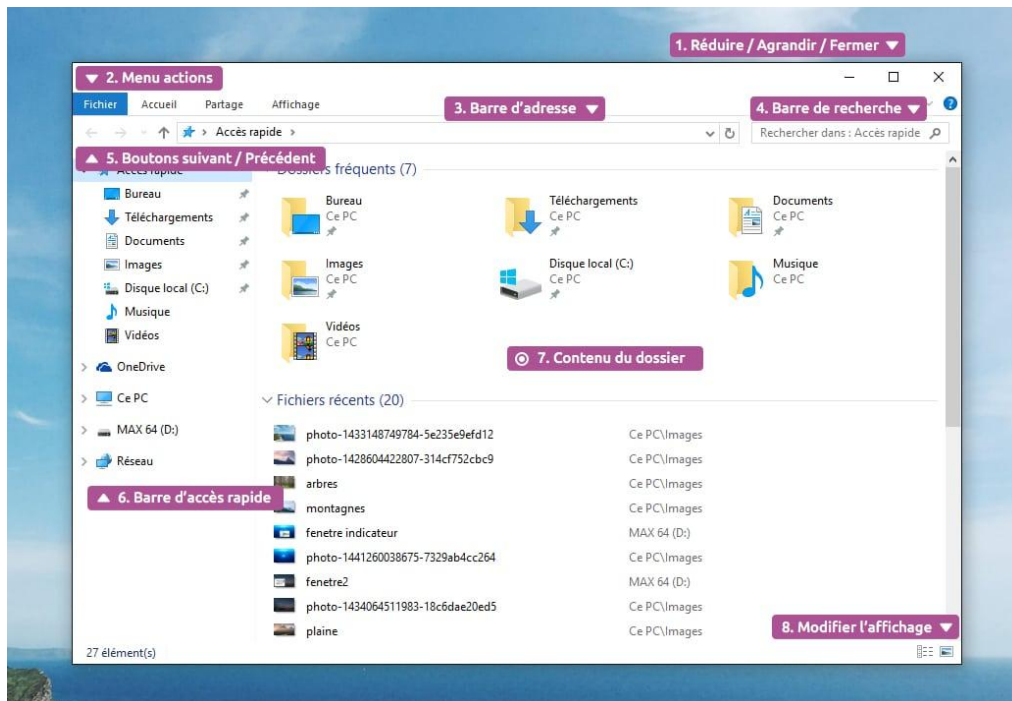 1. Réduire / Agrandir / Fermer
2. Menu actions
Fichier Accueil Partage Affichage
3. Barre d'adresse
4. Barre de recherche
Accès rapide
Rechercher dans : Accès rapide
5. Boutons suivant / Précédent
Accès rapide
Bureau
Téléchargements
Documents
Images
Disque local (C:)
Musique
Vidéos
OneDrive
Ce PC
MAX 64 (D:)
Réseau
6. Barre d'accès rapide
Dossiers fréquents (7)
Bureau
Ce PC
Téléchargements
Ce PC
Documents
Ce PC
Images
Ce PC
Disque local (C:)
Ce PC
Musique
Ce PC
Vidéos
Ce PC
7. Contenu du dossier
Fichiers récents (20)
photo-1433148749784-5e235e9efd12 Ce PC\Images
photo-1428604422807-314cf752cbc9 Ce PC\Images
arbres Ce PC\Images
montagnes Ce PC\Images
fenetre indicateur MAX 64 (D:)
photo-1441260038675-7329ab4cc264 Ce PC\Images
fenetre2 MAX 64 (D:)
photo-1434064511983-18c6dae20ed5 Ce PC\Images
plaine Ce PC\Images
8. Modifier l'affichage
27 élément(s)